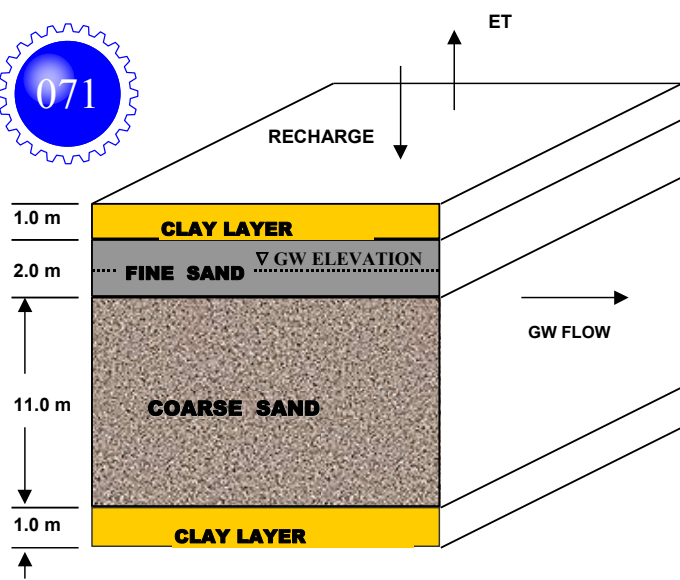 ET
071
RECHARGE
1.0 m
CLAY LAYER
∇ GW ELEVATION
2.0 m
FINE SAND
GW FLOW
11.0 m
COARSE SAND
1.0 m
CLAY LAYER